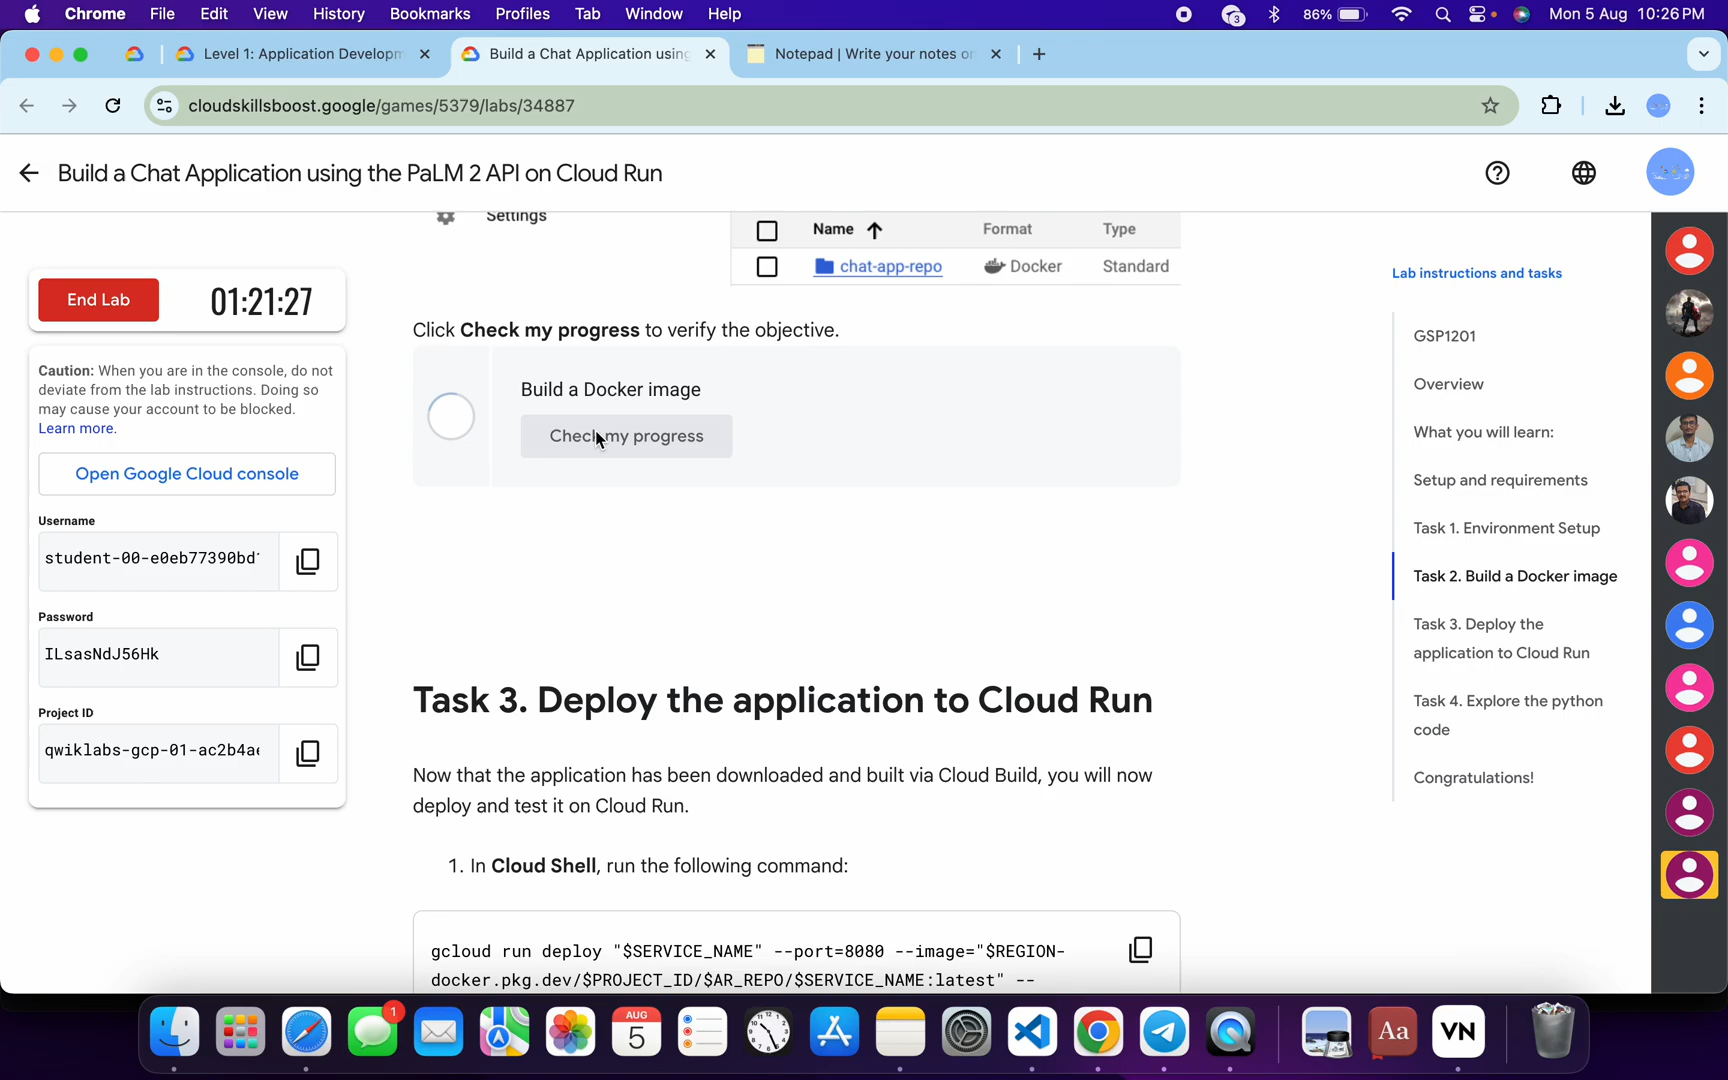 Chrome File Edit View History Bookmarks Profiles Tab Window Help 3 86% Mon 5 Aug 10:26 PM
Level 1: Application Developm Build a Chat Application using Notepad | Write your notes on
cloudskillsboost.google/games/5379/labs/34887
Build a Chat Application using the PaLM 2 API on Cloud Run
End Lab 01:21:27
Caution: When you are in the console, do not
deviate from the lab instructions. Doing so
may cause your account to be blocked.
Learn more.
Open Google Cloud console
Username
student-00-e0eb77390bd
Password
ILsasNdJ56Hk
Project ID
qwiklabs-gcp-01-ac2b4a
Settings
Name Format Type
chat-app-repo Docker Standard
Click Check my progress to verify the objective.
Build a Docker image
Check my progress
Task 3. Deploy the application to Cloud Run
Now that the application has been downloaded and built via Cloud Build, you will now
deploy and test it on Cloud Run.
1. In Cloud Shell, run the following command:
gcloud run deploy "$SERVICE_NAME" --port=8080 --image="$REGION-
docker.pkg.dev/$PROJECT_ID/$AR_REPO/$SERVICE_NAME:latest" --
Lab instructions and tasks
GSP1201
Overview
What you will learn:
Setup and requirements
Task 1. Environment Setup
Task 2. Build a Docker image
Task 3. Deploy the
application to Cloud Run
Task 4. Explore the python
code
Congratulations!
1
AUG
5
Aa
VN